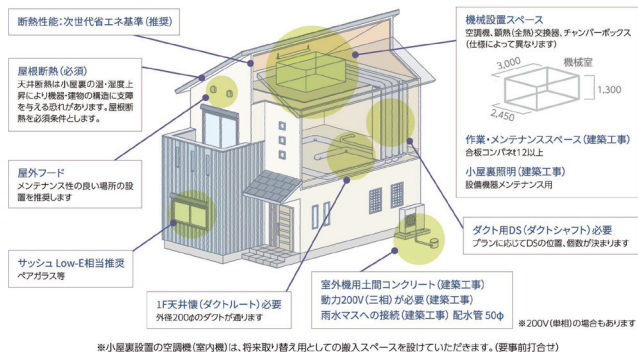 断熱性能:次世代省エネ基準(推奨)
屋根断熱(必須)
天井断熱は小屋裏の温・湿度上
昇により機器・建物の構造に支障
を与える恐れがあります。屋根断
熱を必須条件とします。
屋外フード
メンテナンス性の良い場所の設
置を推奨します
サッシュ Low-E相当推奨
ペアガラス等
1F天井懐(ダクトルート)必要
外径200φのダクトが通ります
室外機用土間コンクリート(建築工事)
動力200V(三相)が必要(建築工事)
雨水マスへの接続(建築工事) 配水管 50φ
※200V(単相)の場合もあります
機械設置スペース
空調機、顕熱(全熱)交換器、チャンバーボックス
(仕様によって異なります)
3,000
機械室
1,300
2,450
作業・メンテナンススペース(建築工事)
合板コンパネt12以上
小屋裏照明(建築工事)
設備機器メンテナンス用
ダクト用DS(ダクトシャフト)必要
プランに応じてDSの位置、個数が決まります
※小屋裏設置の空調機(室内機)は、将来取り替え用としての搬入スペースを設けていただきます。(要事前打合せ)